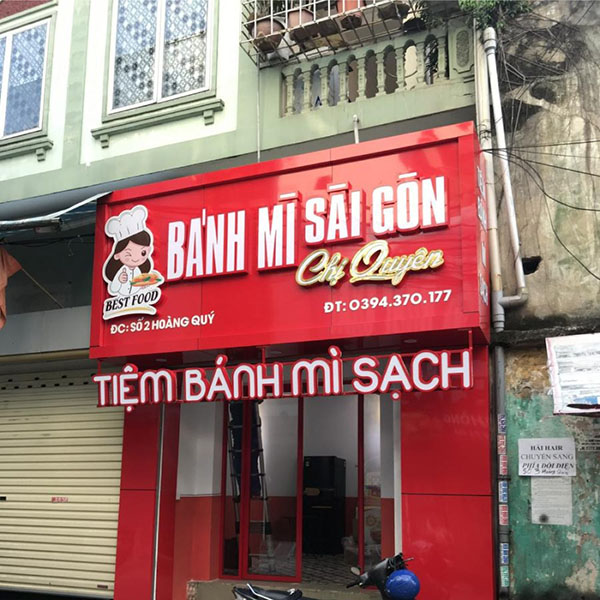 BÁNH MÌ SÀI GÒN
Chị Quyên
BEST FOOD
ĐC: SỐ 2 HOÀNG QUÝ
ĐT: 0394.370.177
TIỆM BÁNH MÌ SẠCH
HẢI HAIR
CHUYỂN SANG
PHÍA ĐỐI DIỆN